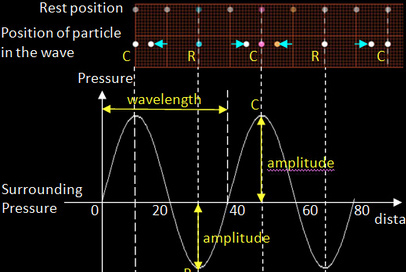 Rest position
Position of particle
in the wave
C R C R C
Pressure
wavelength
C
amplitude
Surrounding
Pressure
0 20 40 60 80 dista
amplitude